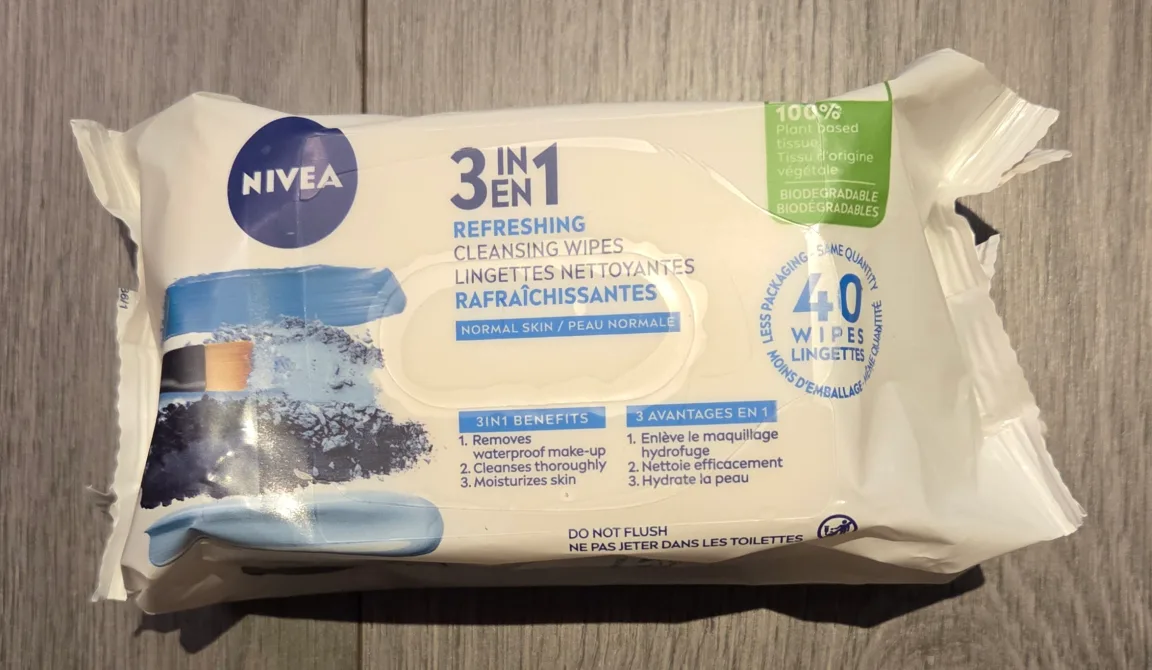 NIVEA
3 IN EN 1
REFRESHING
CLEANSING WIPES
LINGETTES NETTOYANTES
RAFRAÎCHISSANTES
NORMAL SKIN / PEAU NORMALE
100%
Plant based
tissue
Tissu d'origine
végétale
BIODEGRADABLE
BIODÉGRADABLES
LESS PACKAGING - SAME QUANTITY
40
WIPES
LINGETTES
MOINS D'EMBALLAGE - MÊME QUANTITÉ
3IN1 BENEFITS
1. Removes
waterproof make-up
2. Cleanses thoroughly
3. Moisturizes skin
3 AVANTAGES EN 1
1. Enlève le maquillage
hydrofuge
2. Nettoie efficacement
3. Hydrate la peau
DO NOT FLUSH
NE PAS JETER DANS LES TOILETTES